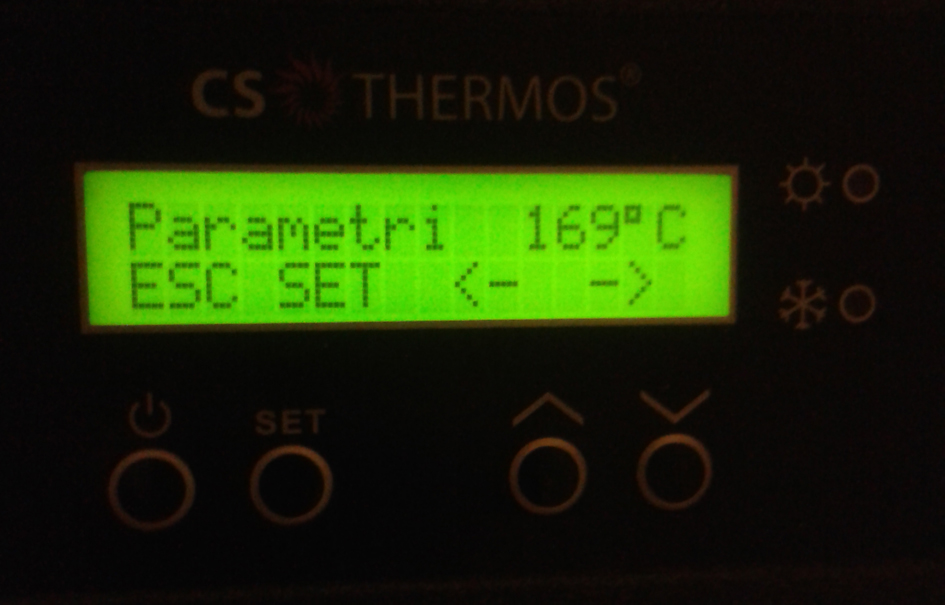 CS THERMOS®
Parametri 169°C
ESC SET <- ->
SET